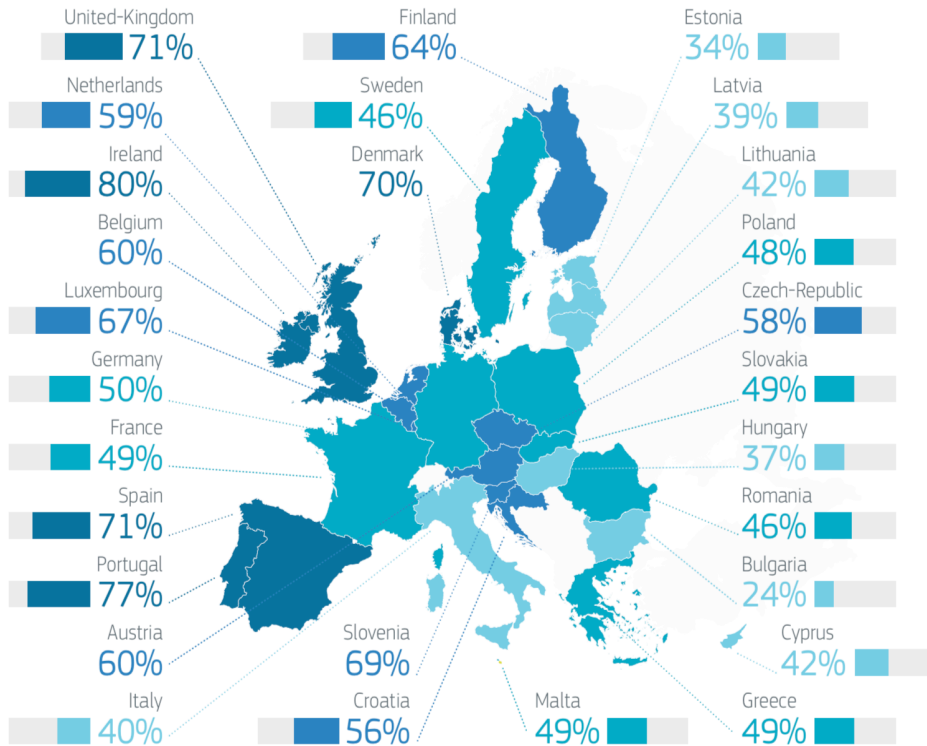 United-Kingdom
71%
Finland
64%
Estonia
34%
Netherlands
59%
Sweden
46%
Latvia
39%
Ireland
80%
Denmark
70%
Lithuania
42%
Belgium
60%
Poland
48%
Luxembourg
67%
Czech-Republic
58%
Germany
50%
Slovakia
49%
France
49%
Hungary
37%
Spain
71%
Romania
46%
Portugal
77%
Bulgaria
24%
Austria
60%
Slovenia
69%
Cyprus
42%
Italy
40%
Croatia
56%
Malta
49%
Greece
49%